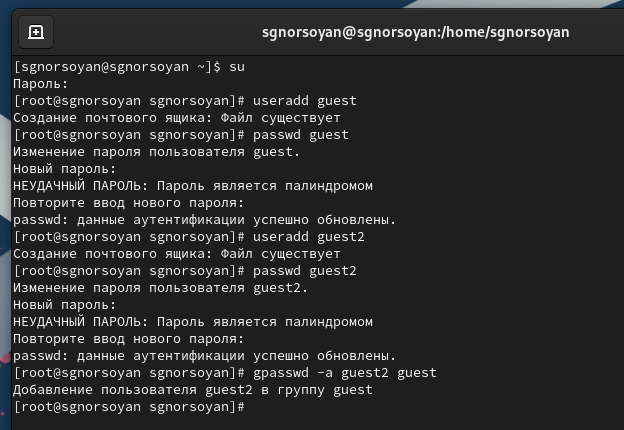 sgnorsoyan@sgnorsoyan:/home/sgnorsoyan
[sgnorsoyan@sgnorsoyan ~]$ su
Пароль:
[root@sgnorsoyan sgnorsoyan]# useradd guest
Создание почтового ящика: Файл существует
[root@sgnorsoyan sgnorsoyan]# passwd guest
Изменение пароля пользователя guest.
Новый пароль:
НЕУДАЧНЫЙ ПАРОЛЬ: Пароль является палиндромом
Повторите ввод нового пароля:
passwd: данные аутентификации успешно обновлены.
[root@sgnorsoyan sgnorsoyan]# useradd guest2
Создание почтового ящика: Файл существует
[root@sgnorsoyan sgnorsoyan]# passwd guest2
Изменение пароля пользователя guest2.
Новый пароль:
НЕУДАЧНЫЙ ПАРОЛЬ: Пароль является палиндромом
Повторите ввод нового пароля:
passwd: данные аутентификации успешно обновлены.
[root@sgnorsoyan sgnorsoyan]# gpasswd -a guest2 guest
Добавление пользователя guest2 в группу guest
[root@sgnorsoyan sgnorsoyan]#